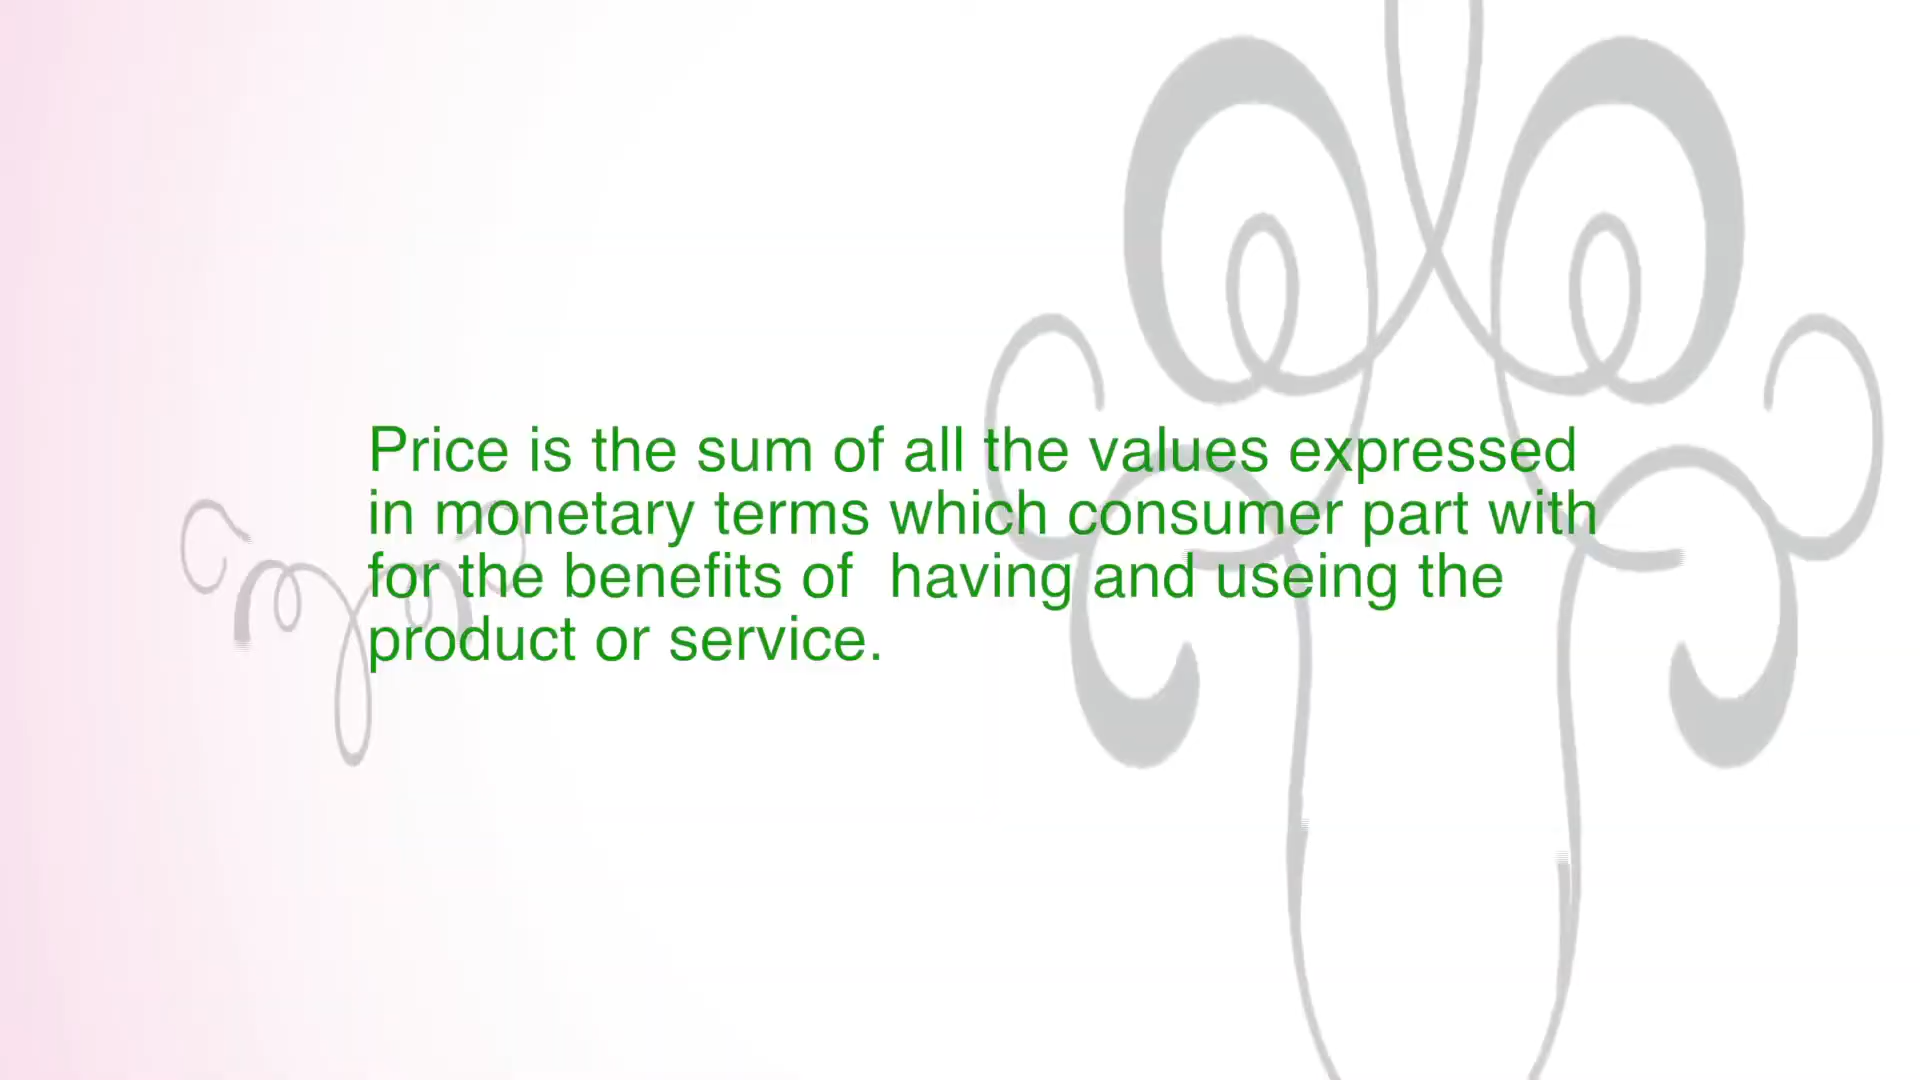 Price is the sum of all the values expressed
in monetary terms which consumer part with
for the benefits of  having and useing the
product or service.